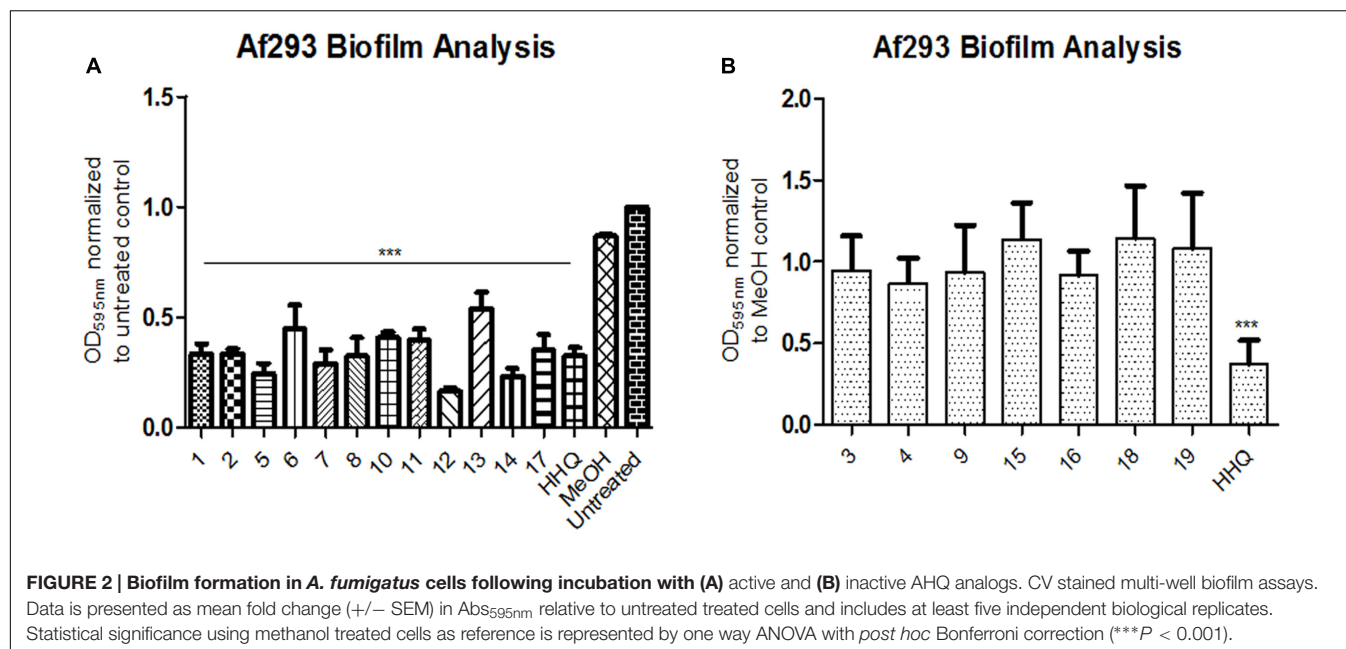 Af293 Biofilm Analysis
A
OD595nm normalized
to untreated control
1.5
1.0
0.5
0.0
***
1 2 5 6 7 8 10 11 12 13 14 17 HHQ MeOH Untreated
Af293 Biofilm Analysis
B
OD595nm normalized
to MeOH control
2.0
1.5
1.0
0.5
0.0
***
3 4 9 15 16 18 19 HHQ
FIGURE 2 | Biofilm formation in A. fumigatus cells following incubation with (A) active and (B) inactive AHQ analogs. CV stained multi-well biofilm assays.
Data is presented as mean fold change (+/− SEM) in Abs595nm relative to untreated treated cells and includes at least five independent biological replicates.
Statistical significance using methanol treated cells as reference is represented by one way ANOVA with post hoc Bonferroni correction (***P < 0.001).